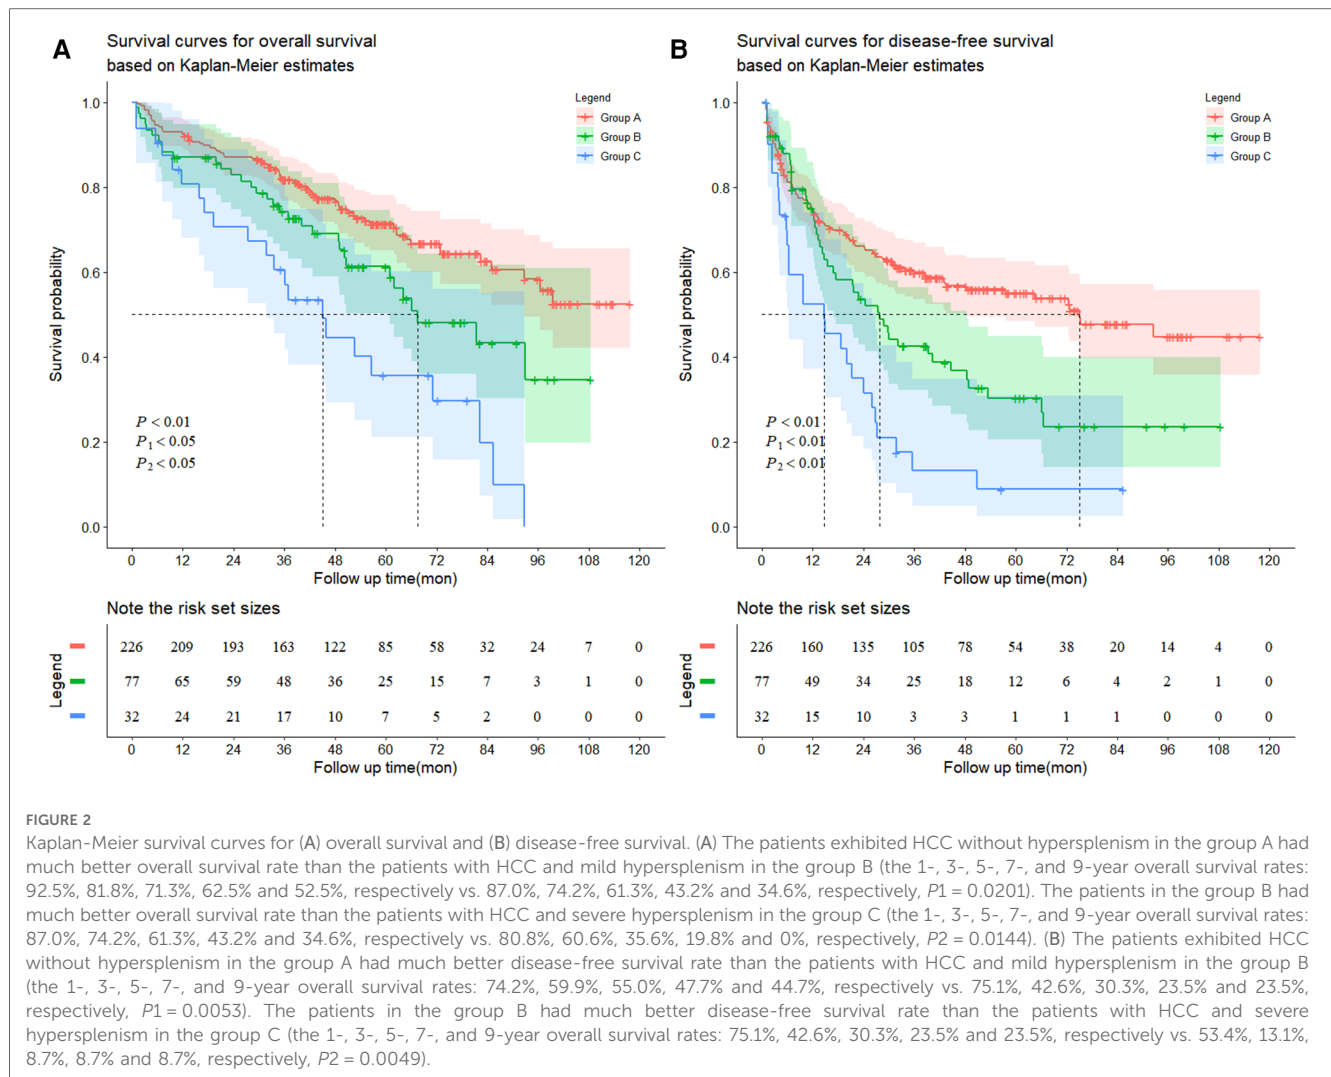 A
Survival curves for overall survival
based on Kaplan-Meier estimates
Legend
Group A
Group B
Group C
Survival probability
1.0
0.8
0.6
0.4
0.2
0.0
P < 0.01
P1 < 0.05
P2 < 0.05
0 12 24 36 48 60 72 84 96 108 120
Follow up time(mon)
Note the risk set sizes
Legend
226 209 193 163 122 85 58 32 24 7 0
77 65 59 48 36 25 15 7 3 1 0
32 24 21 17 10 7 5 2 0 0 0
0 12 24 36 48 60 72 84 96 108 120
Follow up time(mon)
B
Survival curves for disease-free survival
based on Kaplan-Meier estimates
Legend
Group A
Group B
Group C
Survival probability
1.0
0.8
0.6
0.4
0.2
0.0
P < 0.01
P1 < 0.01
P2 < 0.01
0 12 24 36 48 60 72 84 96 108 120
Follow up time(mon)
Note the risk set sizes
Legend
226 160 135 105 78 54 38 20 14 4 0
77 49 34 25 18 12 6 4 2 1 0
32 15 10 3 3 1 1 1 0 0 0
0 12 24 36 48 60 72 84 96 108 120
Follow up time(mon)
FIGURE 2
Kaplan-Meier survival curves for (A) overall survival and (B) disease-free survival. (A) The patients exhibited HCC without hypersplenism in the group A had
much better overall survival rate than the patients with HCC and mild hypersplenism in the group B (the 1-, 3-, 5-, 7-, and 9-year overall survival rates:
92.5%, 81.8%, 71.3%, 62.5% and 52.5%, respectively vs. 87.0%, 74.2%, 61.3%, 43.2% and 34.6%, respectively, P1 = 0.0201). The patients in the group B had
much better overall survival rate than the patients with HCC and severe hypersplenism in the group C (the 1-, 3-, 5-, 7-, and 9-year overall survival rates:
87.0%, 74.2%, 61.3%, 43.2% and 34.6%, respectively vs. 80.8%, 60.6%, 35.6%, 19.8% and 0%, respectively, P2 = 0.0144). (B) The patients exhibited HCC
without hypersplenism in the group A had much better disease-free survival rate than the patients with HCC and mild hypersplenism in the group B
(the 1-, 3-, 5-, 7-, and 9-year overall survival rates: 74.2%, 59.9%, 55.0%, 47.7% and 44.7%, respectively vs. 75.1%, 42.6%, 30.3%, 23.5% and 23.5%,
respectively, P1 = 0.0053). The patients in the group B had much better disease-free survival rate than the patients with HCC and severe
hypersplenism in the group C (the 1-, 3-, 5-, 7-, and 9-year overall survival rates: 75.1%, 42.6%, 30.3%, 23.5% and 23.5%, respectively vs. 53.4%, 13.1%,
8.7%, 8.7% and 8.7%, respectively, P2 = 0.0049).